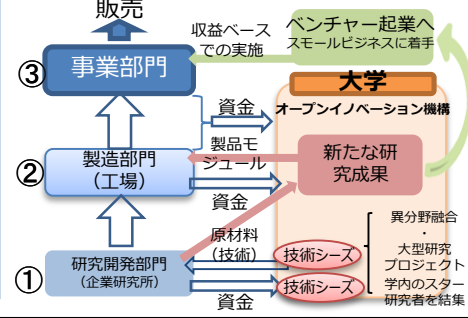 販売
③
事業部門
収益ベース
での実施
ベンチャー起業へ
スモールビジネスに着手
大学
オープンイノベーション機構
資金
②
製造部門
(工場)
製品モ
ジュール
資金
新たな研
究成果
原材料
(技術)
①
研究開発部門
(企業研究所)
資金
技術シーズ
技術シーズ
異分野融合
・
大型研究
プロジェクト
学内のスター
研究者を結集